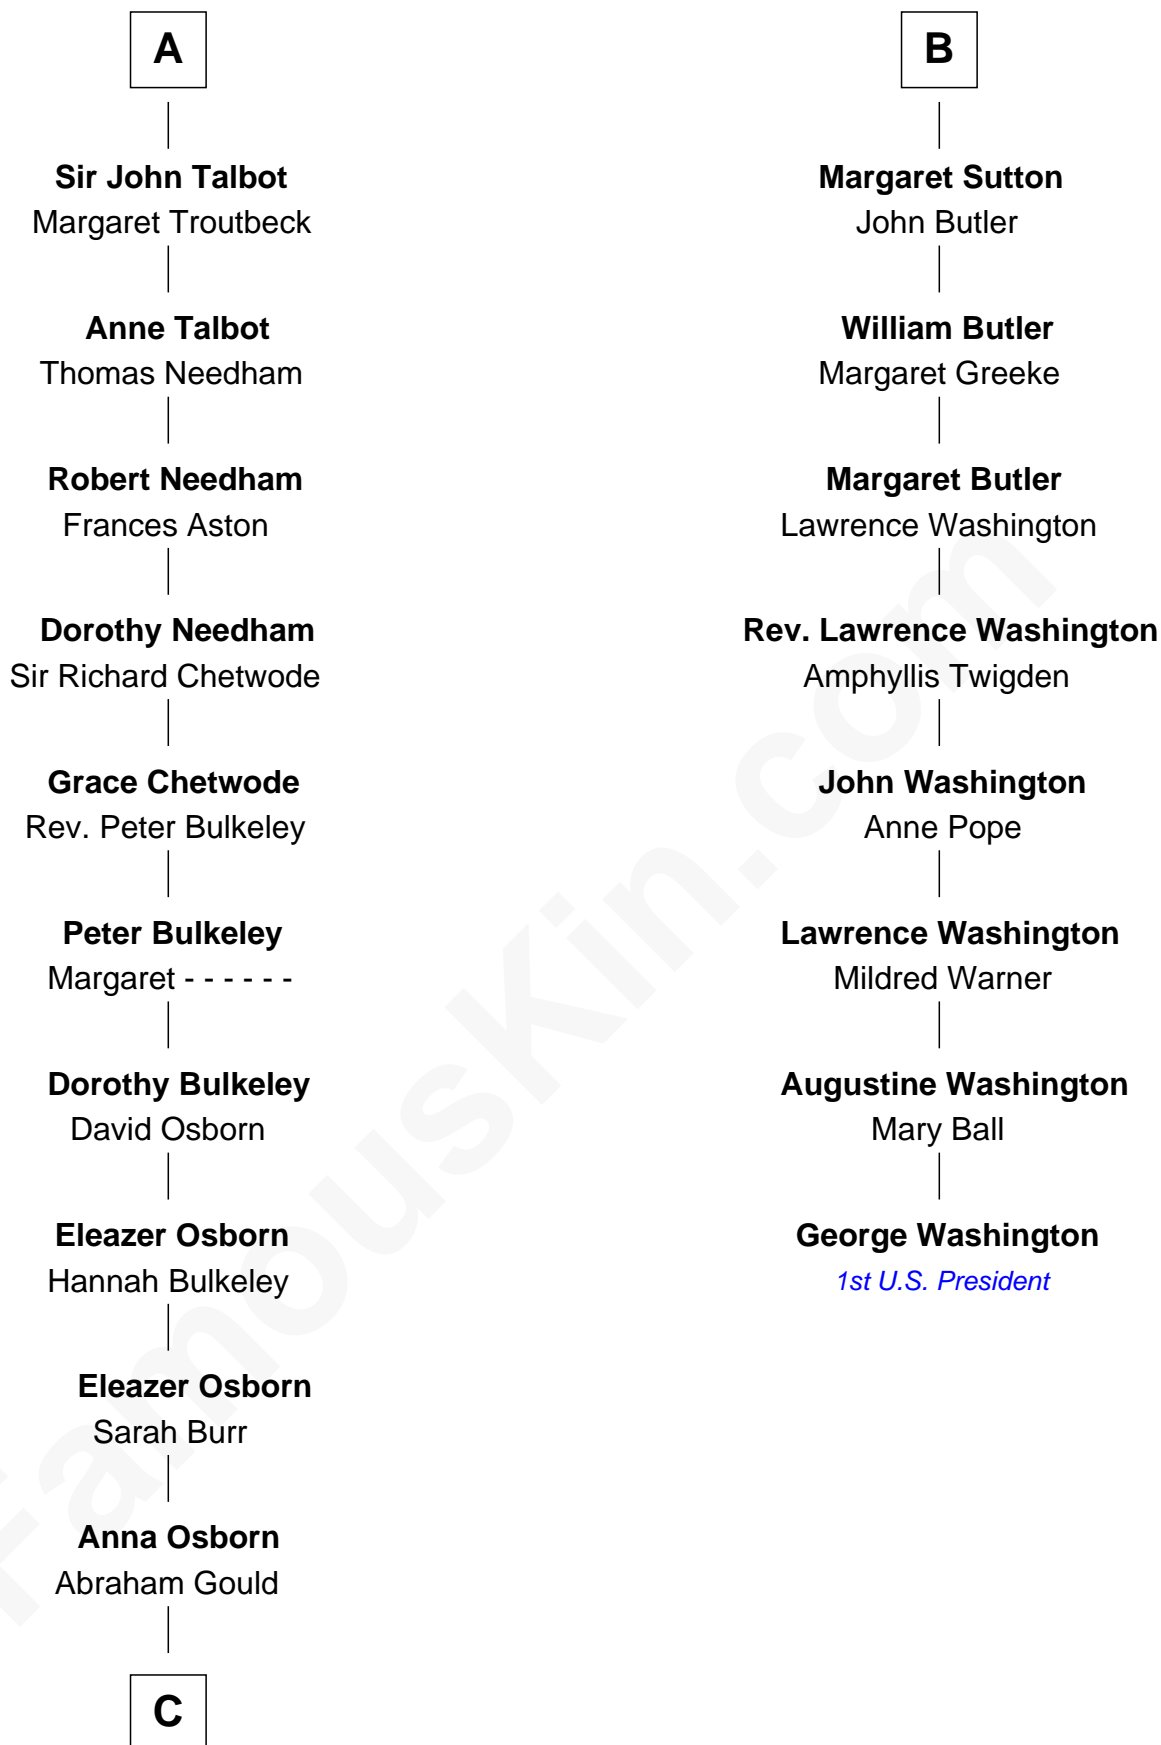 A
Sir John Talbot
Margaret Troutbeck
Anne Talbot
Thomas Needham
Robert Needham
Frances Aston
Dorothy Needham
Sir Richard Chetwode
Grace Chetwode
Rev. Peter Bulkeley
Peter Bulkeley
Margaret - - - - - -
Dorothy Bulkeley
David Osborn
Eleazer Osborn
Hannah Bulkeley
Eleazer Osborn
Sarah Burr
Anna Osborn
Abraham Gould
C
B
Margaret Sutton
John Butler
William Butler
Margaret Greeke
Margaret Butler
Lawrence Washington
Rev. Lawrence Washington
Amphyllis Twigden
John Washington
Anne Pope
Lawrence Washington
Mildred Warner
Augustine Washington
Mary Ball
George Washington
1st U.S. President
FamousKin.com